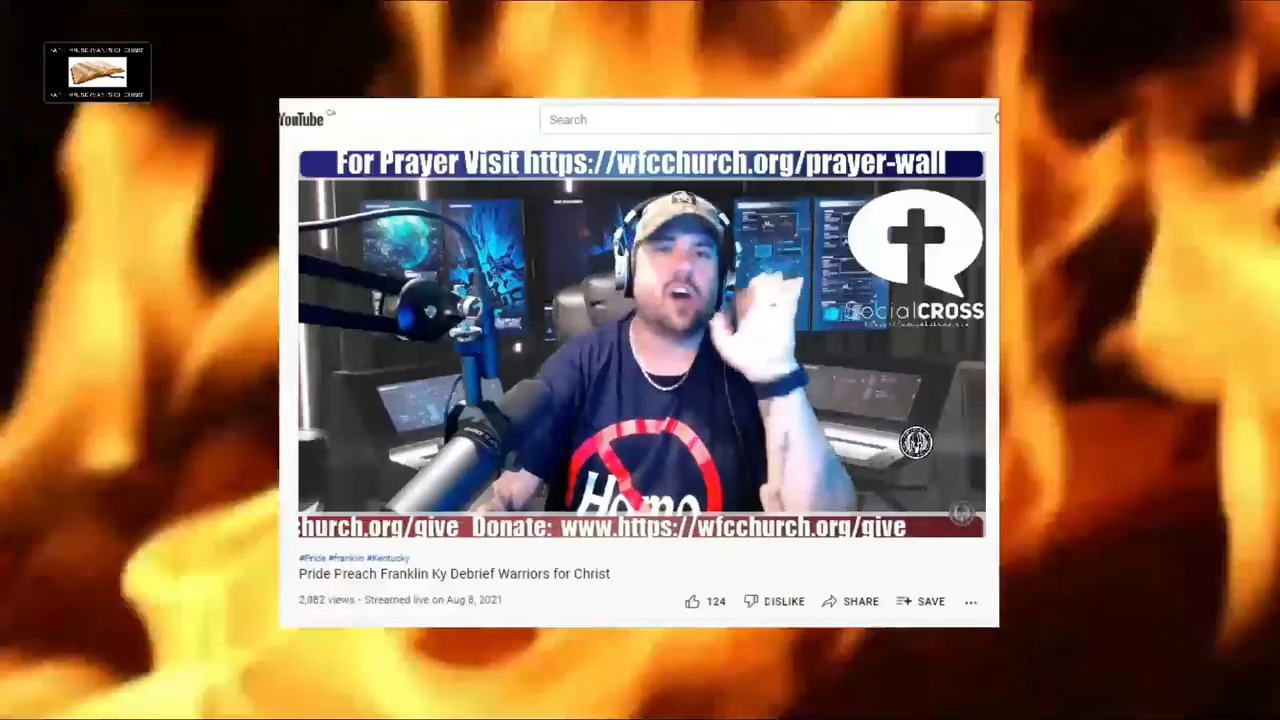 YouTube CA
Search
For Prayer Visit https://wfcchurch.org/prayer-wall
SocialCROSS
Homo
church.org/give Donate: www.https://wfcchurch.org/give
#Pride #franklin #Kentucky
Pride Preach Franklin Ky Debrief Warriors for Christ
2,082 views • Streamed live on Aug 8, 2021
124 DISLIKE SHARE SAVE